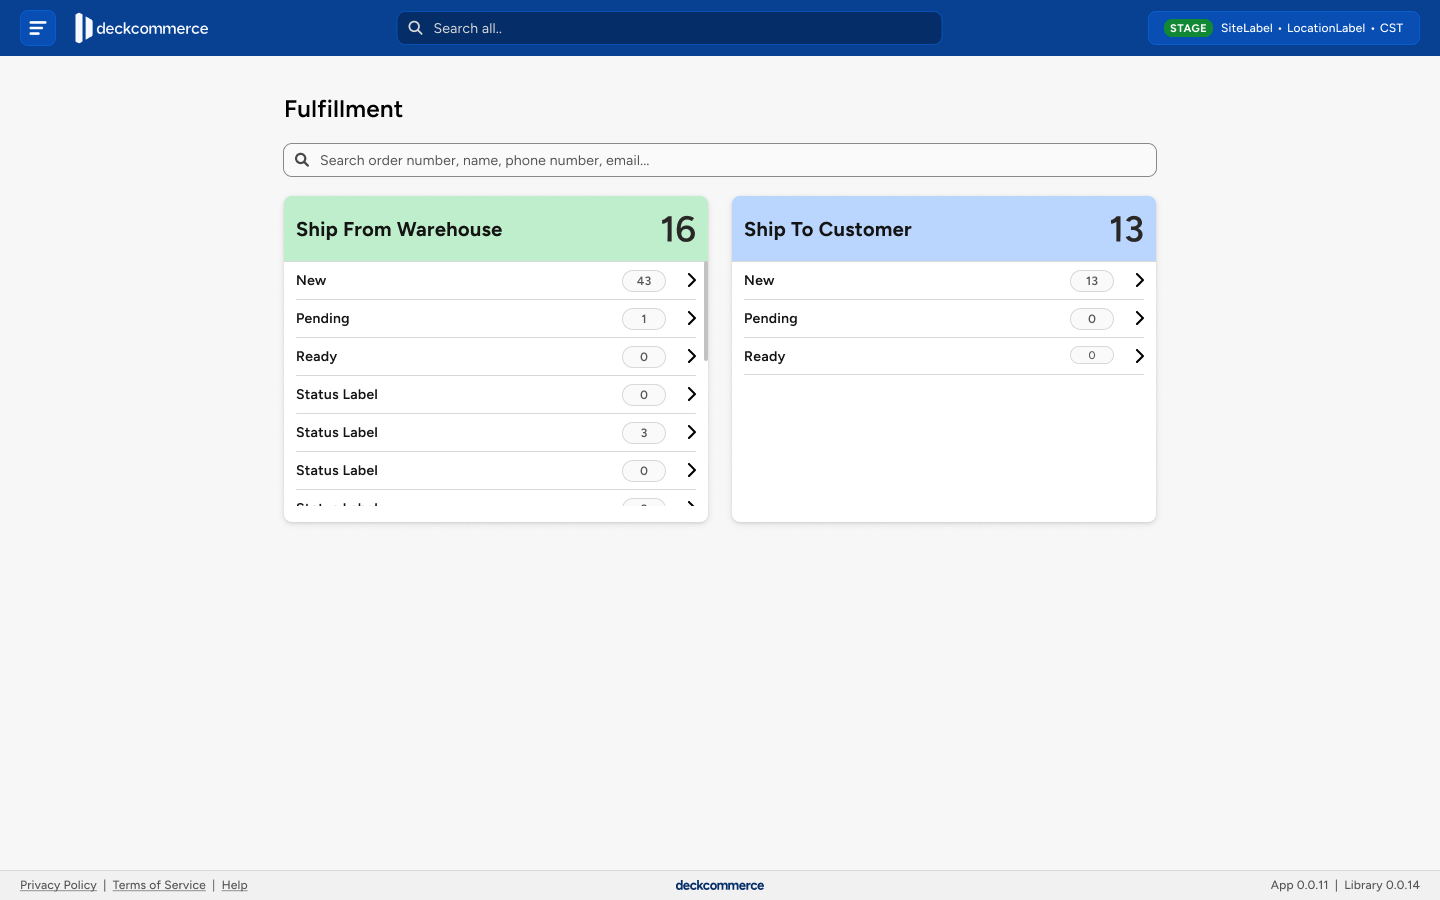 deckcommerce
Search all..
STAGE SiteLabel • LocationLabel • CST
Fulfillment
Search order number, name, phone number, email...
Ship From Warehouse 16
New 43
Pending 1
Ready 0
Status Label 0
Status Label 3
Status Label 0
Status Label
Ship To Customer 13
New 13
Pending 0
Ready 0
Privacy Policy | Terms of Service | Help
deckcommerce
App 0.0.11 | Library 0.0.14